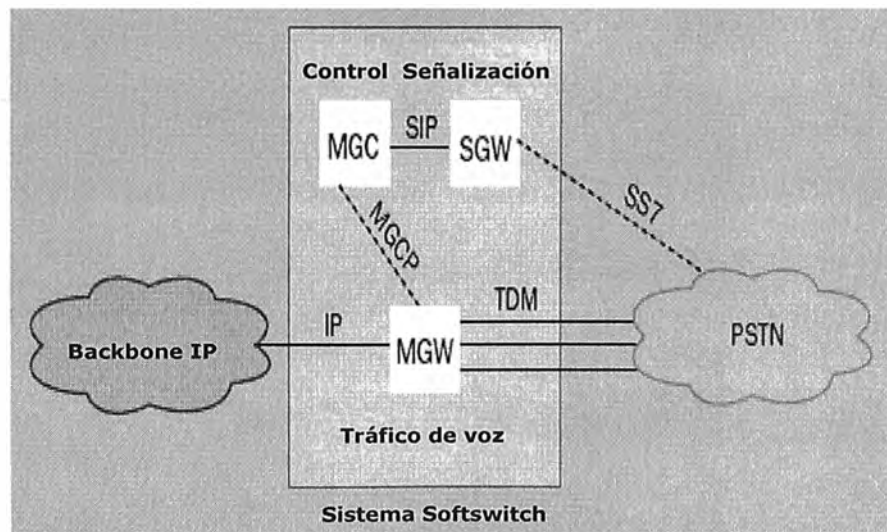 Control Señalización
MGC
SIP
SGW
MGCP
SS7
Backbone IP
IP
MGW
TDM
PSTN
Tráfico de voz
Sistema Softswitch